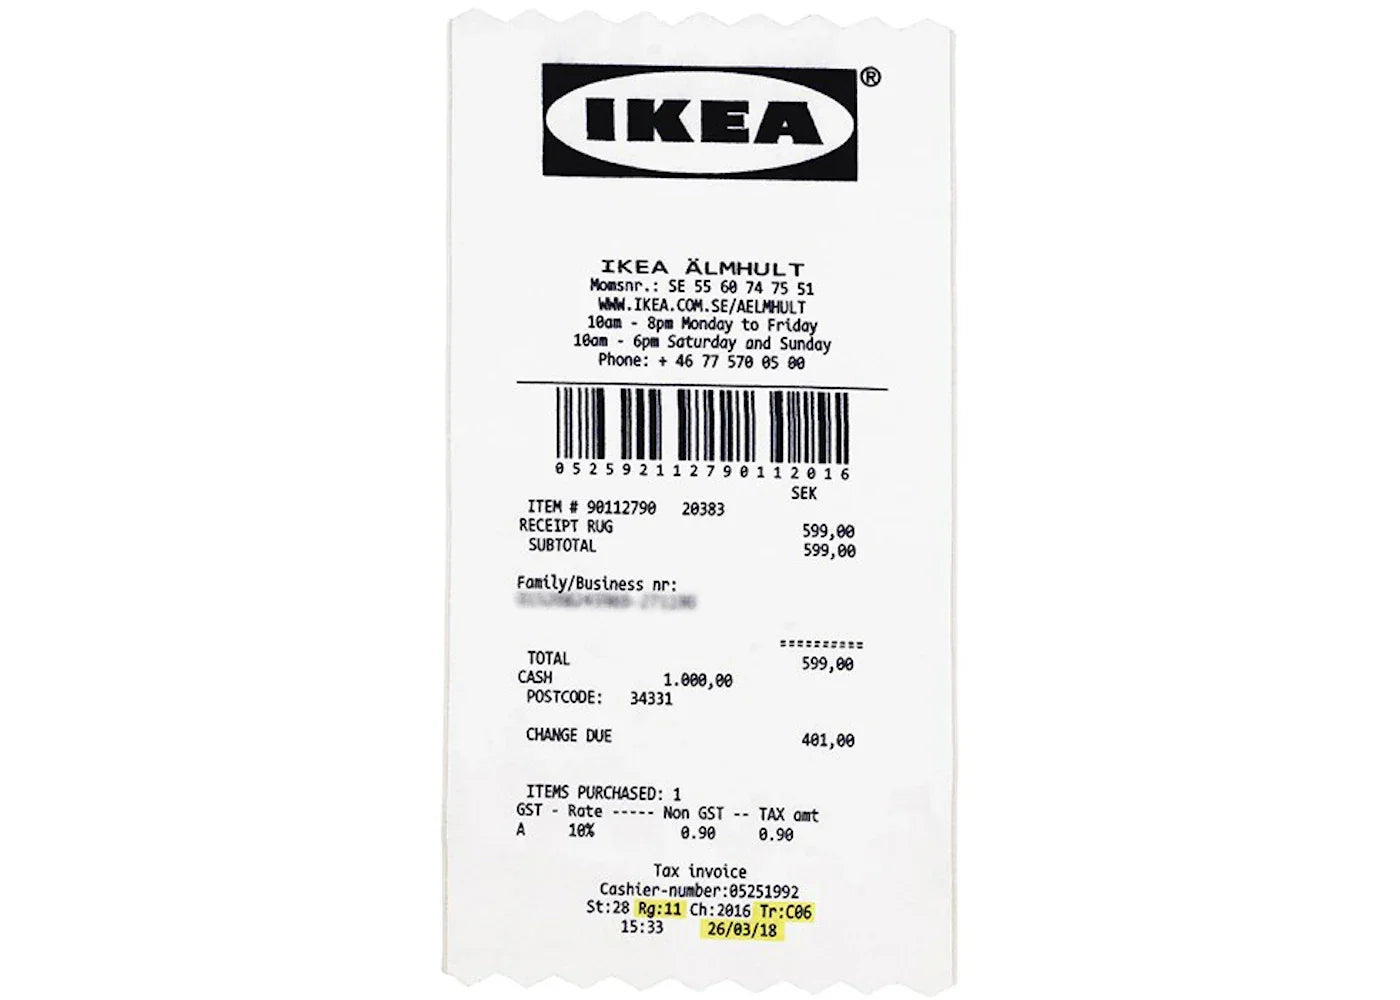 IKEA®
IKEA ÄLMHULT
Momsnr.: SE 55 60 74 75 51
WWW.IKEA.COM.SE/AELMHULT
10am - 8pm Monday to Friday
10am - 6pm Saturday and Sunday
Phone: + 46 77 570 05 00
052592112790112016
SEK
ITEM # 90112790 20383
RECEIPT RUG 599,00
SUBTOTAL 599,00
Family/Business nr:
==========
TOTAL 599,00
CASH 1.000,00
POSTCODE: 34331
CHANGE DUE 401,00
ITEMS PURCHASED: 1
GST - Rate ----- Non GST -- TAX amt
A 10% 0.90 0.90
Tax invoice
Cashier-number:05251992
St:28 Rg:11 Ch:2016 Tr:C06
15:33 26/03/18